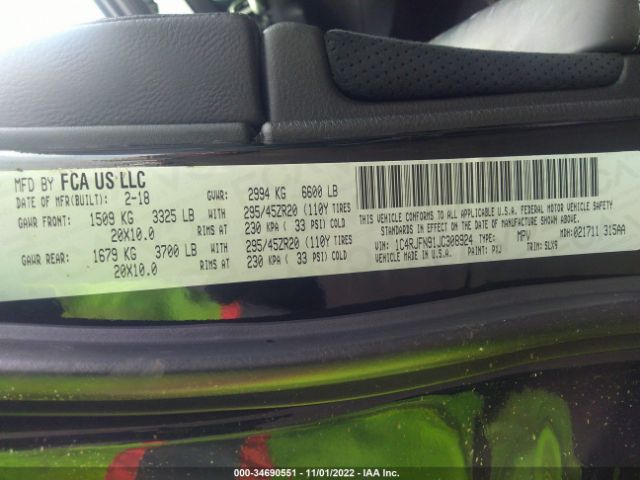 MFD BY FCA US LLC
DATE OF MFR(BUILT): 2-18 GVWR: 2994 KG 6600 LB
GAWR FRONT: 1509 KG 3325 LB WITH 295/45ZR20 (110Y TIRES
20X10.0 RIMS AT 230 KPA ( 33 PSI) COLD
GAWR REAR: 1679 KG 3700 LB WITH 295/45ZR20 (110Y TIRES
20X10.0 RIMS AT 230 KPA ( 33 PSI) COLD
THIS VEHICLE CONFORMS TO ALL APPLICABLE U.S.A. FEDERAL MOTOR VEHICLE SAFETY
STANDARDS IN EFFECT ON THE DATE OF MANUFACTURE SHOWN ABOVE.
VIN: 1C4RJFN91JC308924 TYPE: MPV MDH: 021711 315AA
VEHICLE MADE IN U.S.A. PAINT: PXJ TRIM: 5LX9
000-34690551 - 11/01/2022 - IAA Inc.